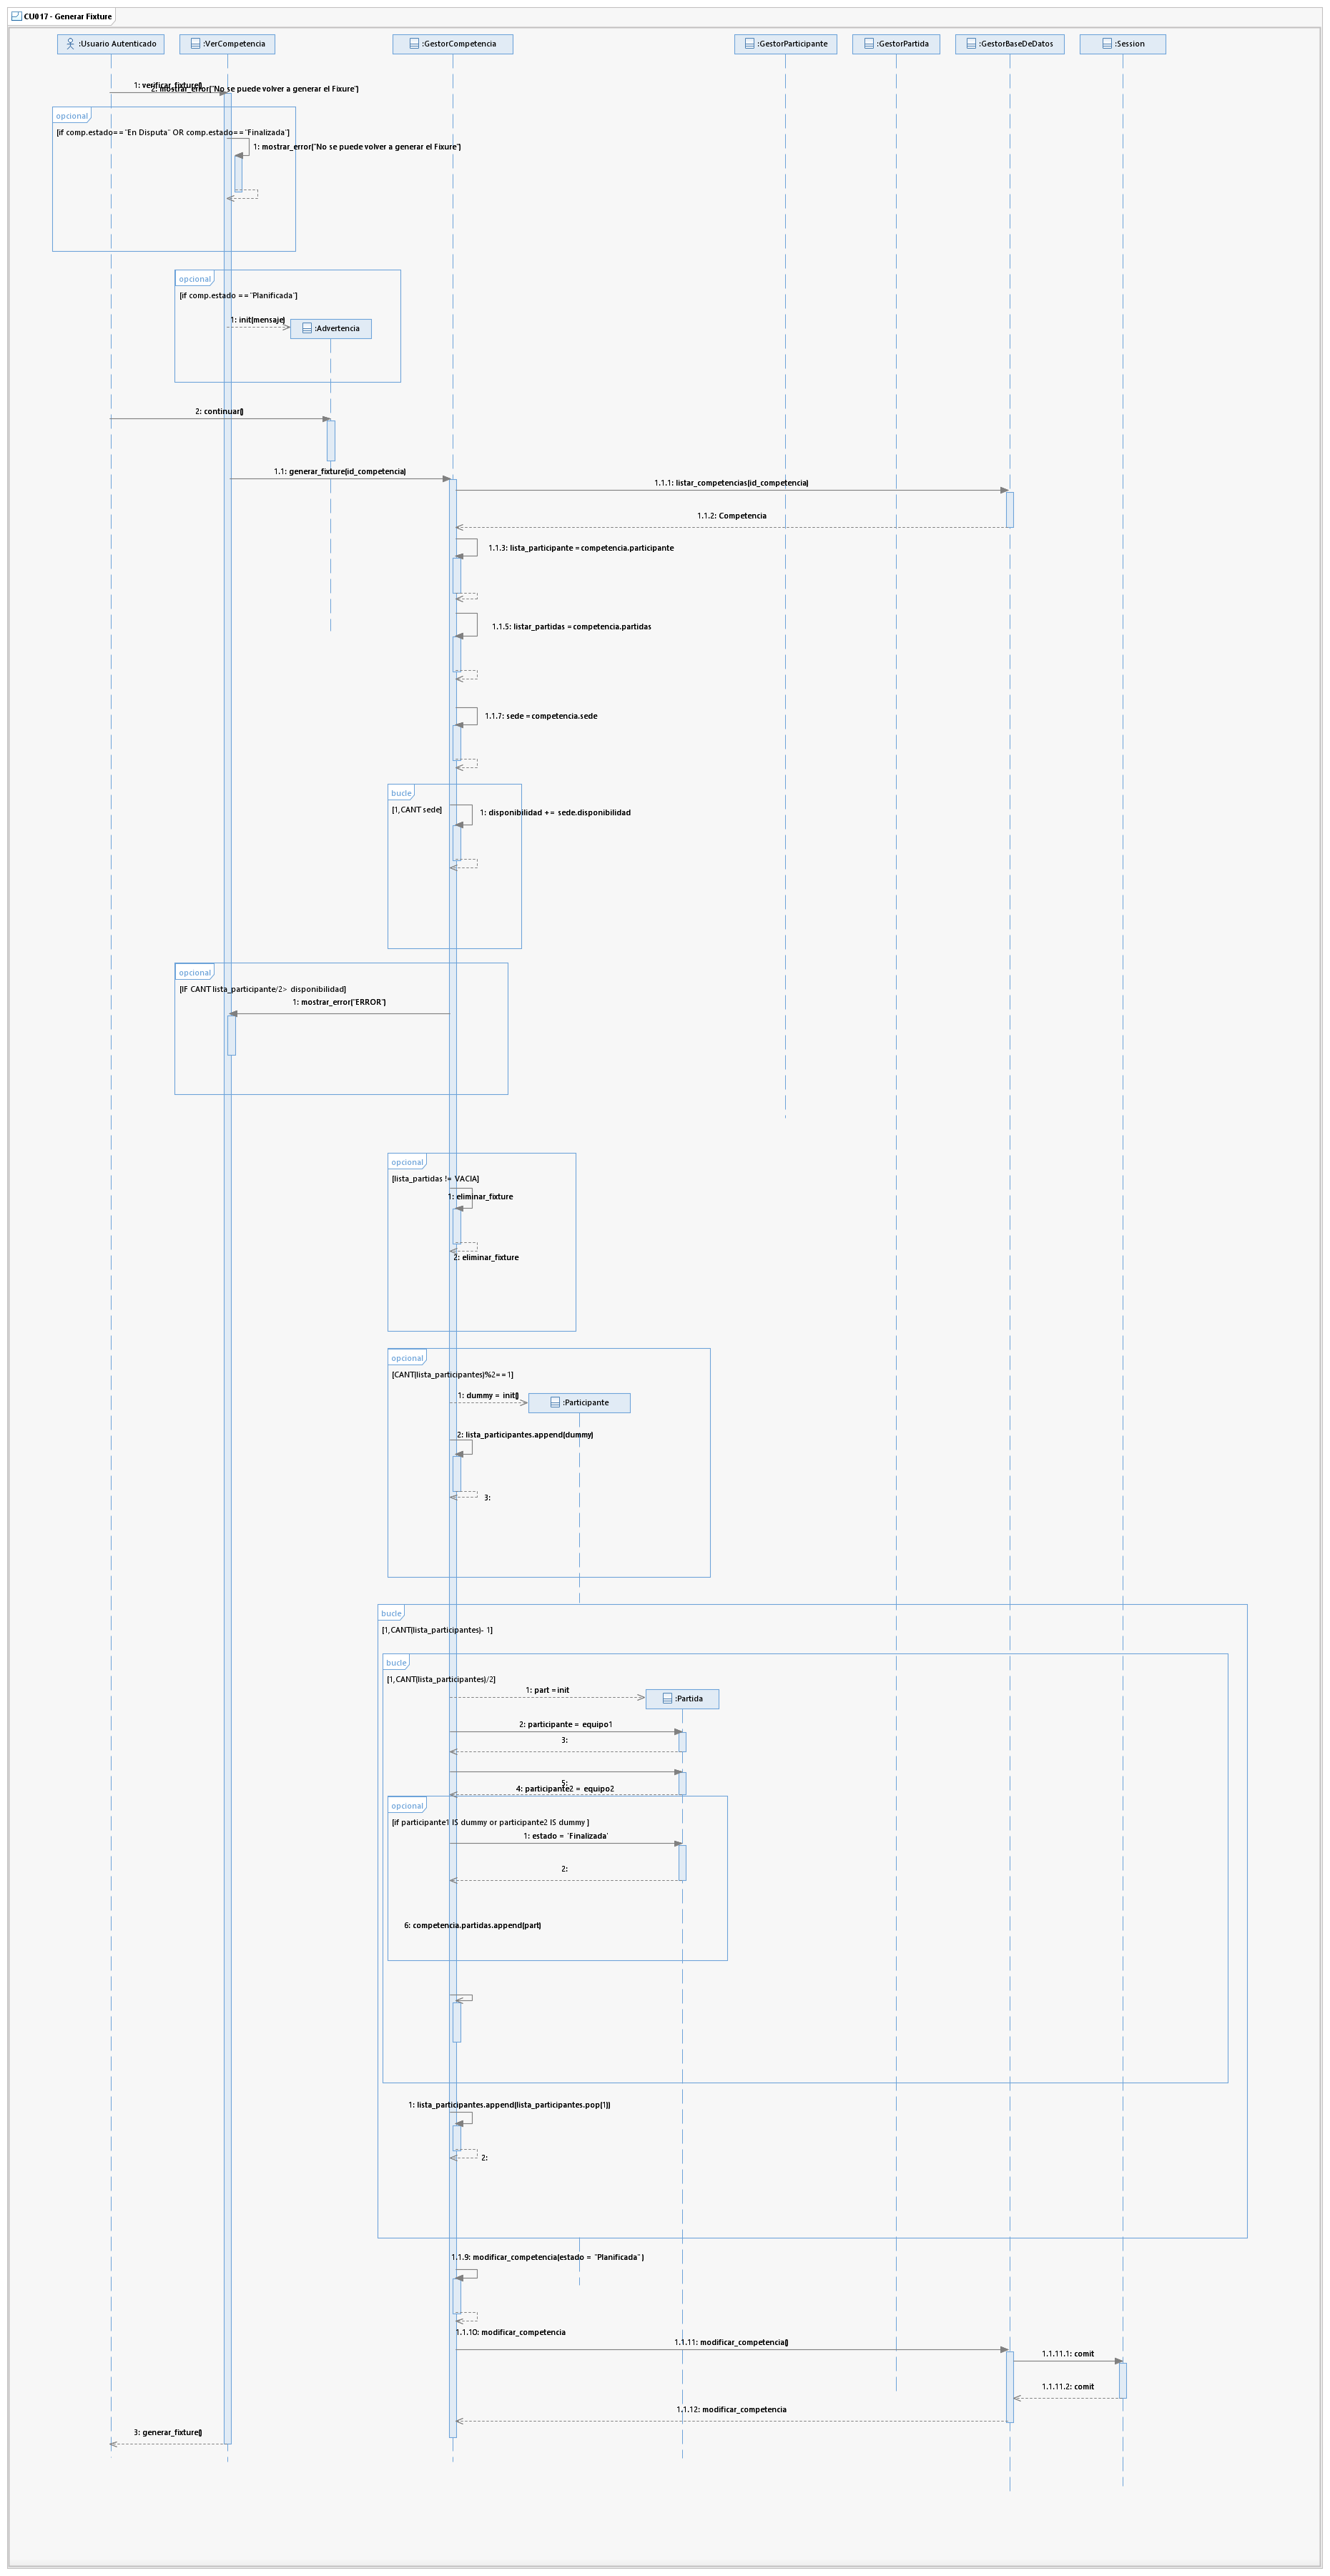 CU017 - Generar Fixture
:Usuario Autenticado
:VerCompetencia
:GestorCompetencia
:GestorParticipante
:GestorPartida
:GestorBaseDeDatos
:Session
1: verificar_fixture()
2: mostrar_error("No se puede volver a generar el Fixure")
opcional
[if comp.estado=="En Disputa" OR comp.estado=="Finalizada"]
1: mostrar_error("No se puede volver a generar el Fixure")
opcional
[if comp.estado =="Planificada"]
1: init(mensaje)
:Advertencia
2: continuar()
1.1: generar_fixture(id_competencia)
1.1.1: listar_competencias(id_competencia)
1.1.2: Competencia
1.1.3: lista_participante =competencia.participante
1.1.5: listar_partidas =competencia.partidas
1.1.7: sede =competencia.sede
bucle
[1,CANT sede]
1: disponibilidad += sede.disponibilidad
opcional
[IF CANT lista_participante/2> disponibilidad]
1: mostrar_error("ERROR")
opcional
[lista_partidas != VACIA]
1: eliminar_fixture
2: eliminar_fixture
opcional
[CANT(lista_participantes)%2==1]
1: dummy = init()
:Participante
2: lista_participantes.append(dummy)
3:
bucle
[1,CANT(lista_participantes)- 1]
bucle
[1,CANT(lista_participantes)/2]
1: part =init
:Partida
2: participante = equipo1
3:
5:
4: participante2 = equipo2
opcional
[if participante1 IS dummy or participante2 IS dummy ]
1: estado = "Finalizada"
2:
6: competencia.partidas.append(part)
1: lista_participantes.append(lista_participantes.pop(1))
2:
1.1.9: modificar_competencia(estado = "Planificada" )
1.1.10: modificar_competencia
1.1.11: modificar_competencia()
1.1.11.1: comit
1.1.11.2: comit
1.1.12: modificar_competencia
3: generar_fixture()